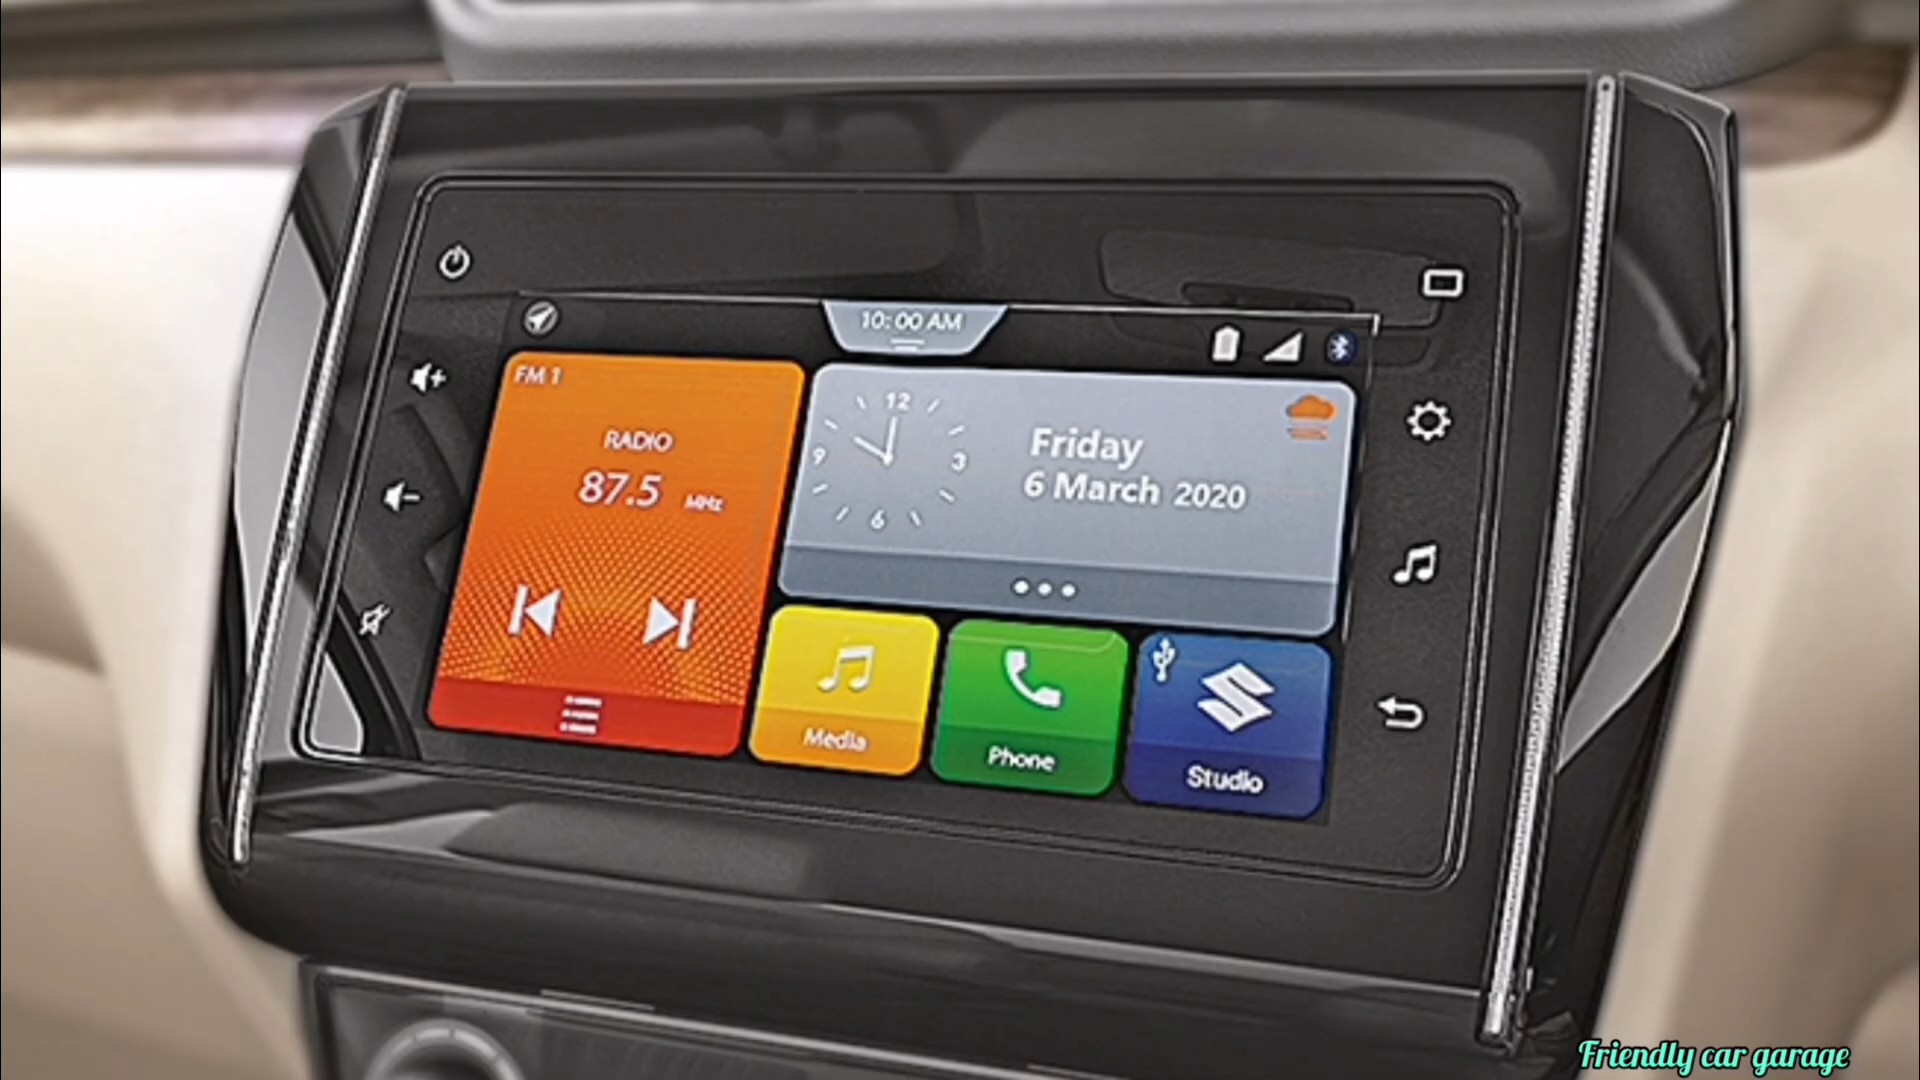 10:00 AM
FM 1
RADIO
87.5 MHz
12
3
6
9
Friday
6 March 2020
Media
Phone
Studio
Friendly car garage